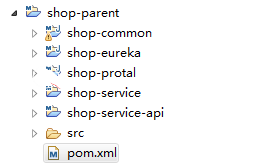 shop-parent
shop-common
shop-eureka
shop-protal
shop-service
shop-service-api
src
pom.xml